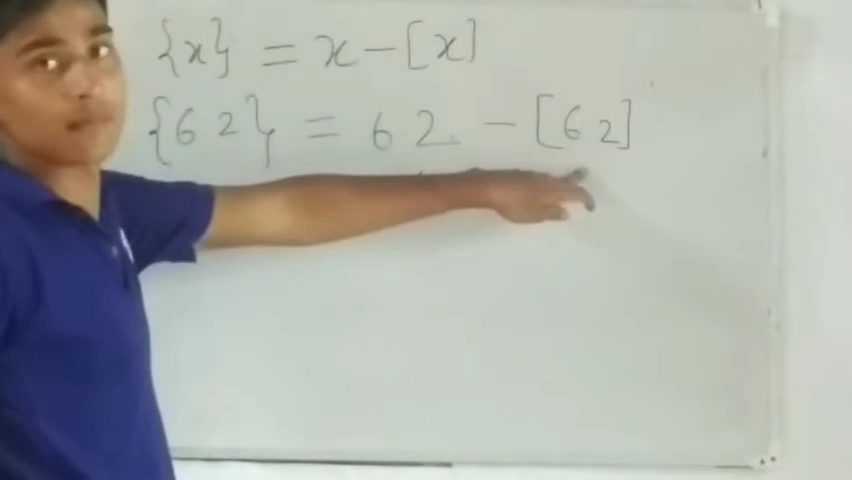 {x} = x - [x]
{6 2} = 6 2 - [6 2]